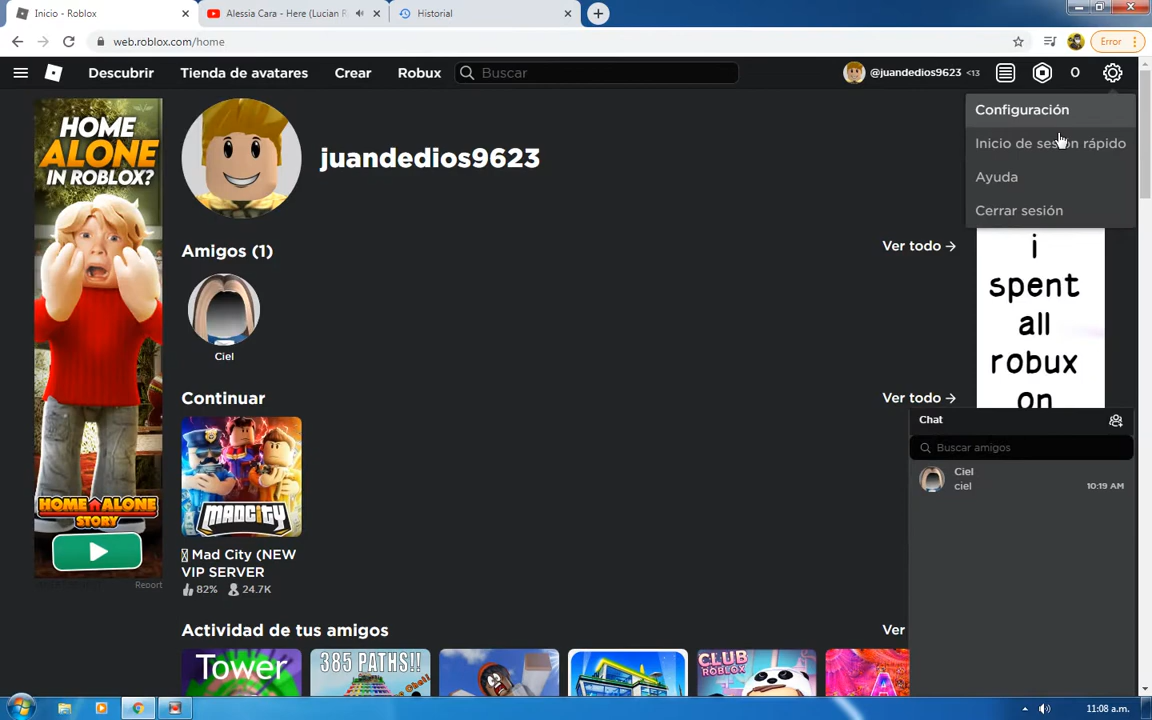 Inicio - Roblox
Alessia Cara - Here (Lucian R
Historial
web.roblox.com/home
Error
Descubrir
Tienda de avatares
Crear
Robux
Buscar
@juandedios9623 <13
0
Configuración
Inicio de sesión rápido
Ayuda
Cerrar sesión
HOME
ALONE
IN ROBLOX?
HOME ALONE
STORY
Report
juandedios9623
Amigos (1)
Ver todo
Ciel
Continuar
Ver todo
MADCITY
Mad City (NEW
VIP SERVER
82% 24.7K
Actividad de tus amigos
Ver
Tower
385 PATHS!!
CLUB
ROBLOX
i
spent
all
robux
on
Chat
Buscar amigos
Ciel
ciel
10:19 AM
11:08 a.m.